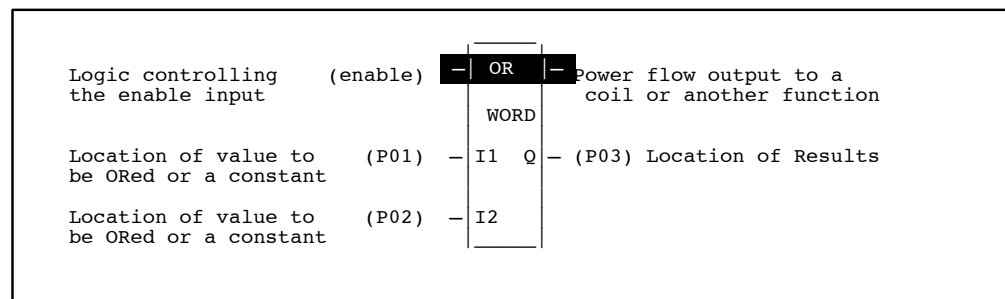 Logic controlling (enable) –| OR |– Power flow output to a
the enable input coil or another function
WORD
Location of value to (P01) –| I1 Q |– (P03) Location of Results
be ORed or a constant
Location of value to (P02) –| I2
be ORed or a constant